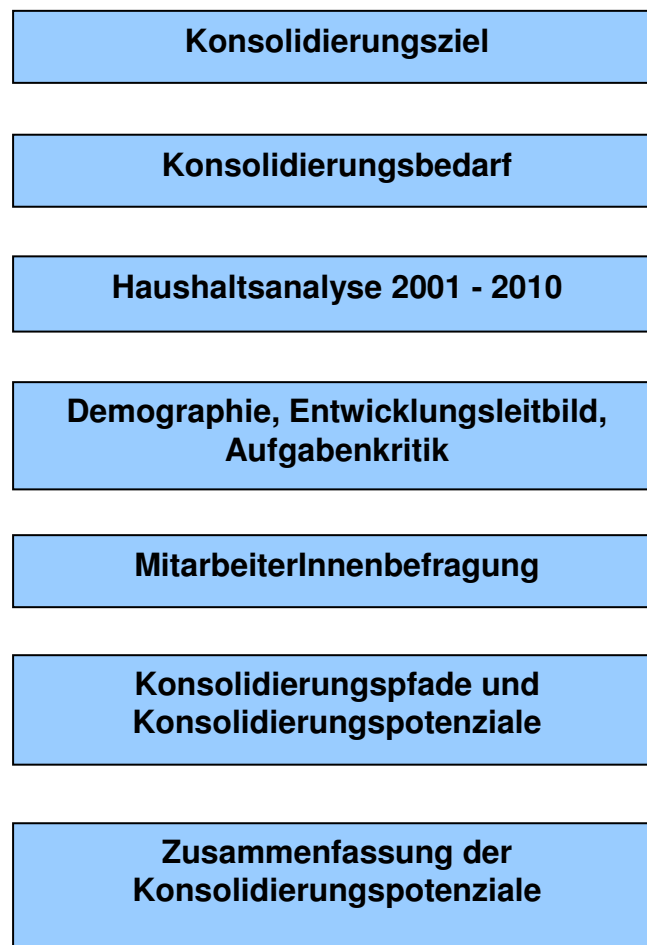 Konsolidierungsziel
Konsolidierungsbedarf
Haushaltsanalyse 2001 - 2010
Demographie, Entwicklungsleitbild,
Aufgabenkritik
MitarbeiterInnenbefragung
Konsolidierungspfade und
Konsolidierungspotenziale
Zusammenfassung der
Konsolidierungspotenziale